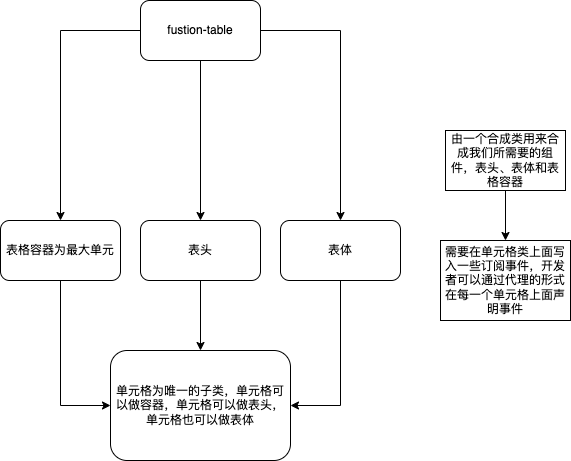 fustion-table
由一个合成类用来合
成我们所需要的组
件，表头、表体和表
格容器
表格容器为最大单元
表头
表体
需要在单元格类上面写
入一些订阅事件，开发
者可以通过代理的形式
在每一个单元格上面声
明事件
单元格为唯一的子类，单元格可
以做容器，单元格可以做表头，
单元格也可以做表体